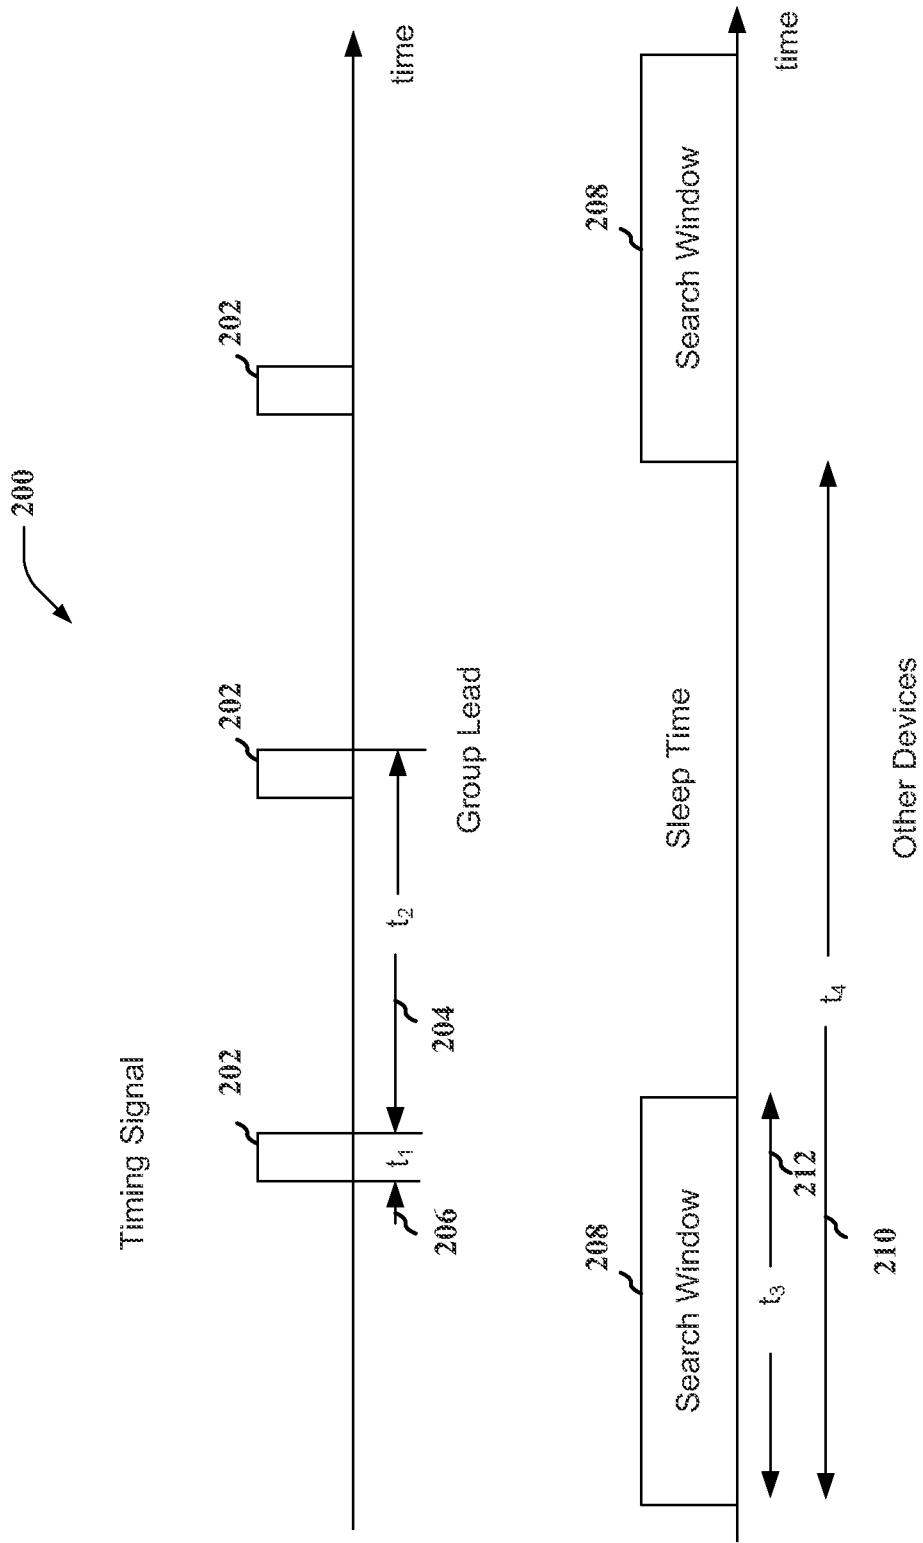 200
Timing Signal
202
202
202
t1
t2
206
204
time
Group Lead
208
208
Search Window
Sleep Time
Search Window
t3
212
time
t4
210
Other Devices